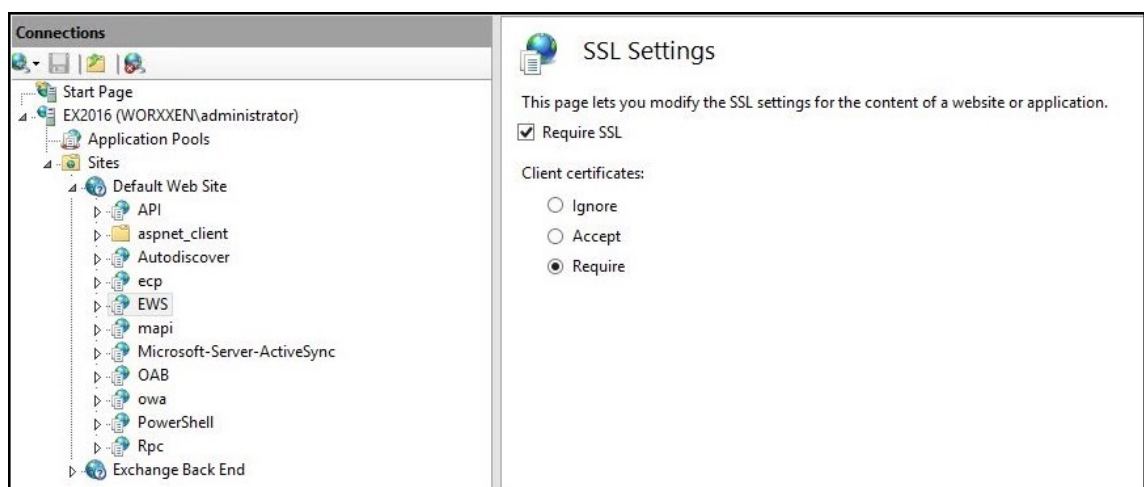 Connections
Start Page
EX2016 (WORXXEN\administrator)
Application Pools
Sites
Default Web Site
API
aspnet_client
Autodiscover
ecp
EWS
mapi
Microsoft-Server-ActiveSync
OAB
owa
PowerShell
Rpc
Exchange Back End
SSL Settings
This page lets you modify the SSL settings for the content of a website or application.
Require SSL
Client certificates:
Ignore
Accept
Require